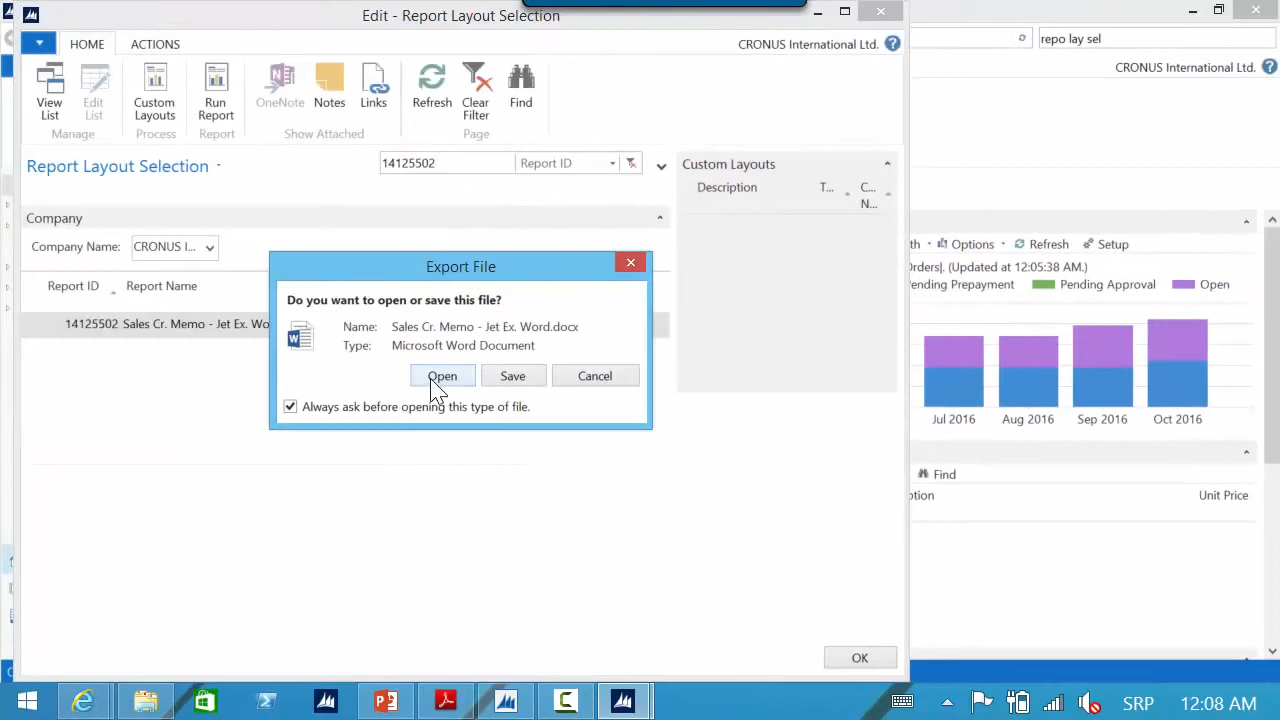 Edit - Report Layout Selection
repo lay sel
HOME
ACTIONS
CRONUS International Ltd.
CRONUS International Ltd.
View List
Edit List
Custom Layouts
Run Report
OneNote
Notes
Links
Refresh
Clear Filter
Find
Manage
Process
Report
Show Attached
Page
Report Layout Selection
14125502
Report ID
Custom Layouts
Description
T...
C... N...
Company
Company Name:
CRONUS I...
Report ID
Report Name
14125502 Sales Cr. Memo - Jet Ex. Wo
Export File
Do you want to open or save this file?
Name: Sales Cr. Memo - Jet Ex. Word.docx
Type: Microsoft Word Document
Open
Save
Cancel
Always ask before opening this type of file.
OK
th
Options
Refresh
Setup
Orders|. (Updated at 12:05:38 AM.)
Pending Prepayment
Pending Approval
Open
Jul 2016
Aug 2016
Sep 2016
Oct 2016
Find
ption
Unit Price
SRP
12:08 AM